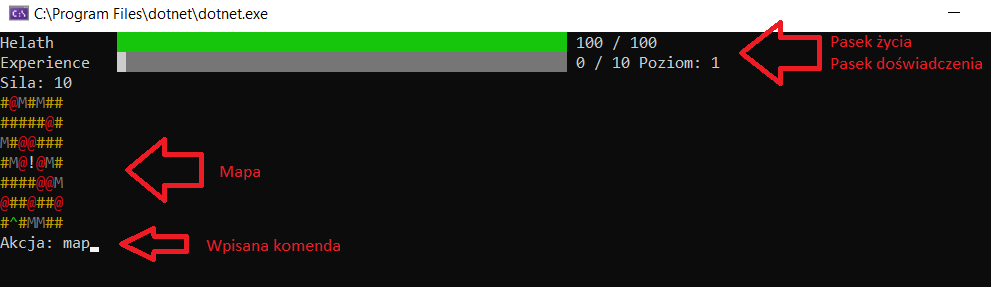 C:\Program Files\dotnet\dotnet.exe
Helath 100 / 100 Pasek życia
Experience 0 / 10 Poziom: 1 Pasek doświadczenia
Sila: 10
#@M#M##
#####@#
M#@@###
#M@!@M# Mapa
####@@M
@##@##@
#^#MM##
Akcja: map Wpisana komenda